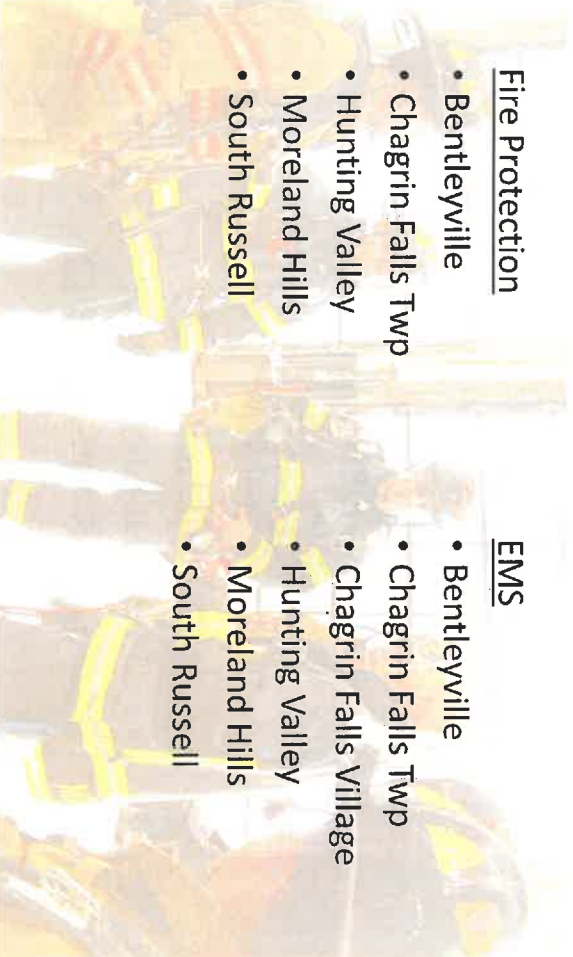 Fire Protection
• Bentleyville
• Chagrin Falls Twp
• Hunting Valley
• Moreland Hills
• South Russell
EMS
• Bentleyville
• Chagrin Falls Twp
• Chagrin Falls Village
• Hunting Valley
• Moreland Hills
• South Russell